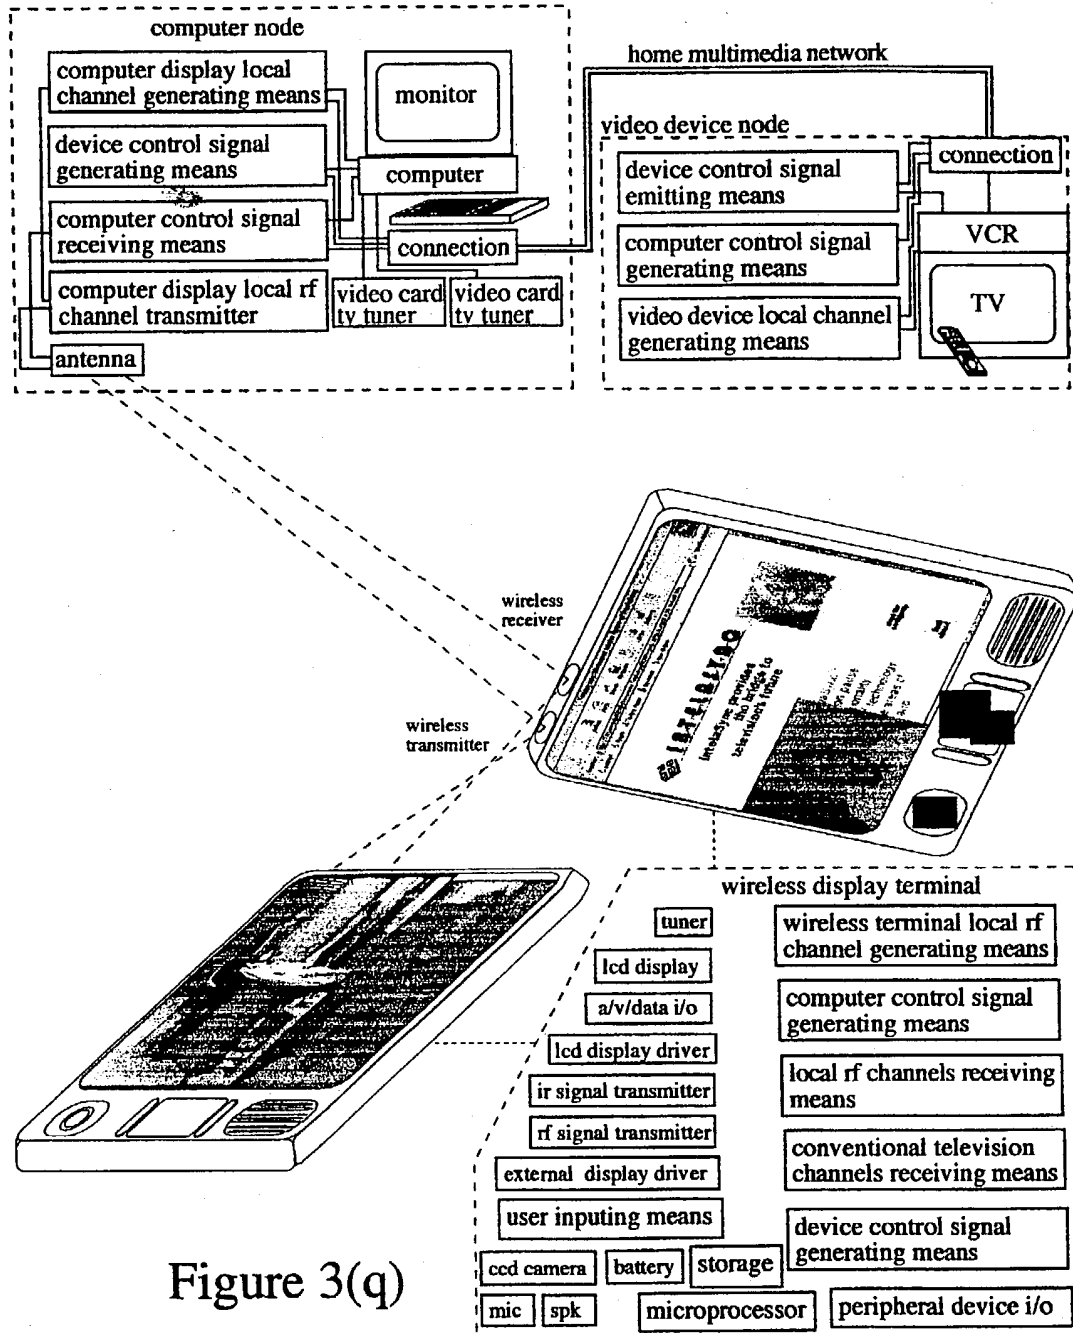 computer node
computer display local
channel generating means
monitor
device control signal
generating means
computer
computer control signal
receiving means
connection
computer display local rf
channel transmitter
video card
tv tuner
video card
tv tuner
antenna
home multimedia network
video device node
connection
device control signal
emitting means
VCR
computer control signal
generating means
TV
video device local channel
generating means
wireless
receiver
wireless
transmitter
provides
the bridge to
television's future
technology
wireless display terminal
tuner
wireless terminal local rf
channel generating means
lcd display
a/v/data i/o
computer control signal
generating means
lcd display driver
ir signal transmitter
local rf channels receiving
means
rf signal transmitter
conventional television
channels receiving means
external display driver
user inputing means
device control signal
generating means
ccd camera
battery
storage
mic
spk
microprocessor
peripheral device i/o
Figure 3(q)